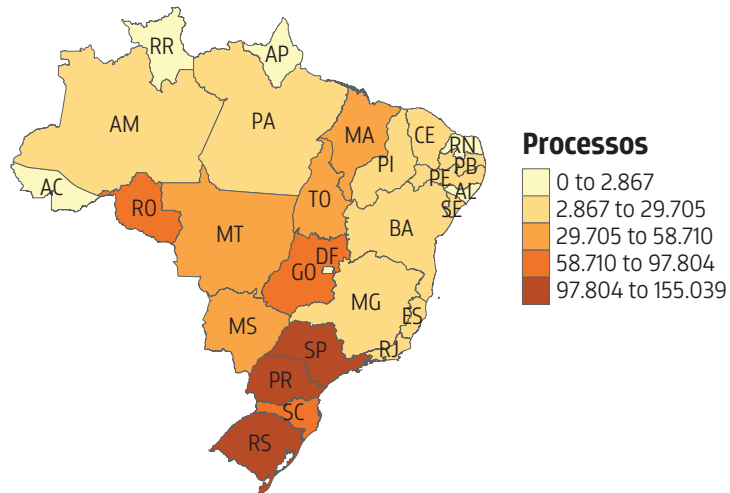 RR
AP
AM
PA
MA
CE
RN
PI
PB
PE
AL
SE
AC
RO
TO
MT
BA
DF
GO
MG
ES
MS
SP
RJ
PR
SC
RS
Processos
0 to 2.867
2.867 to 29.705
29.705 to 58.710
58.710 to 97.804
97.804 to 155.039